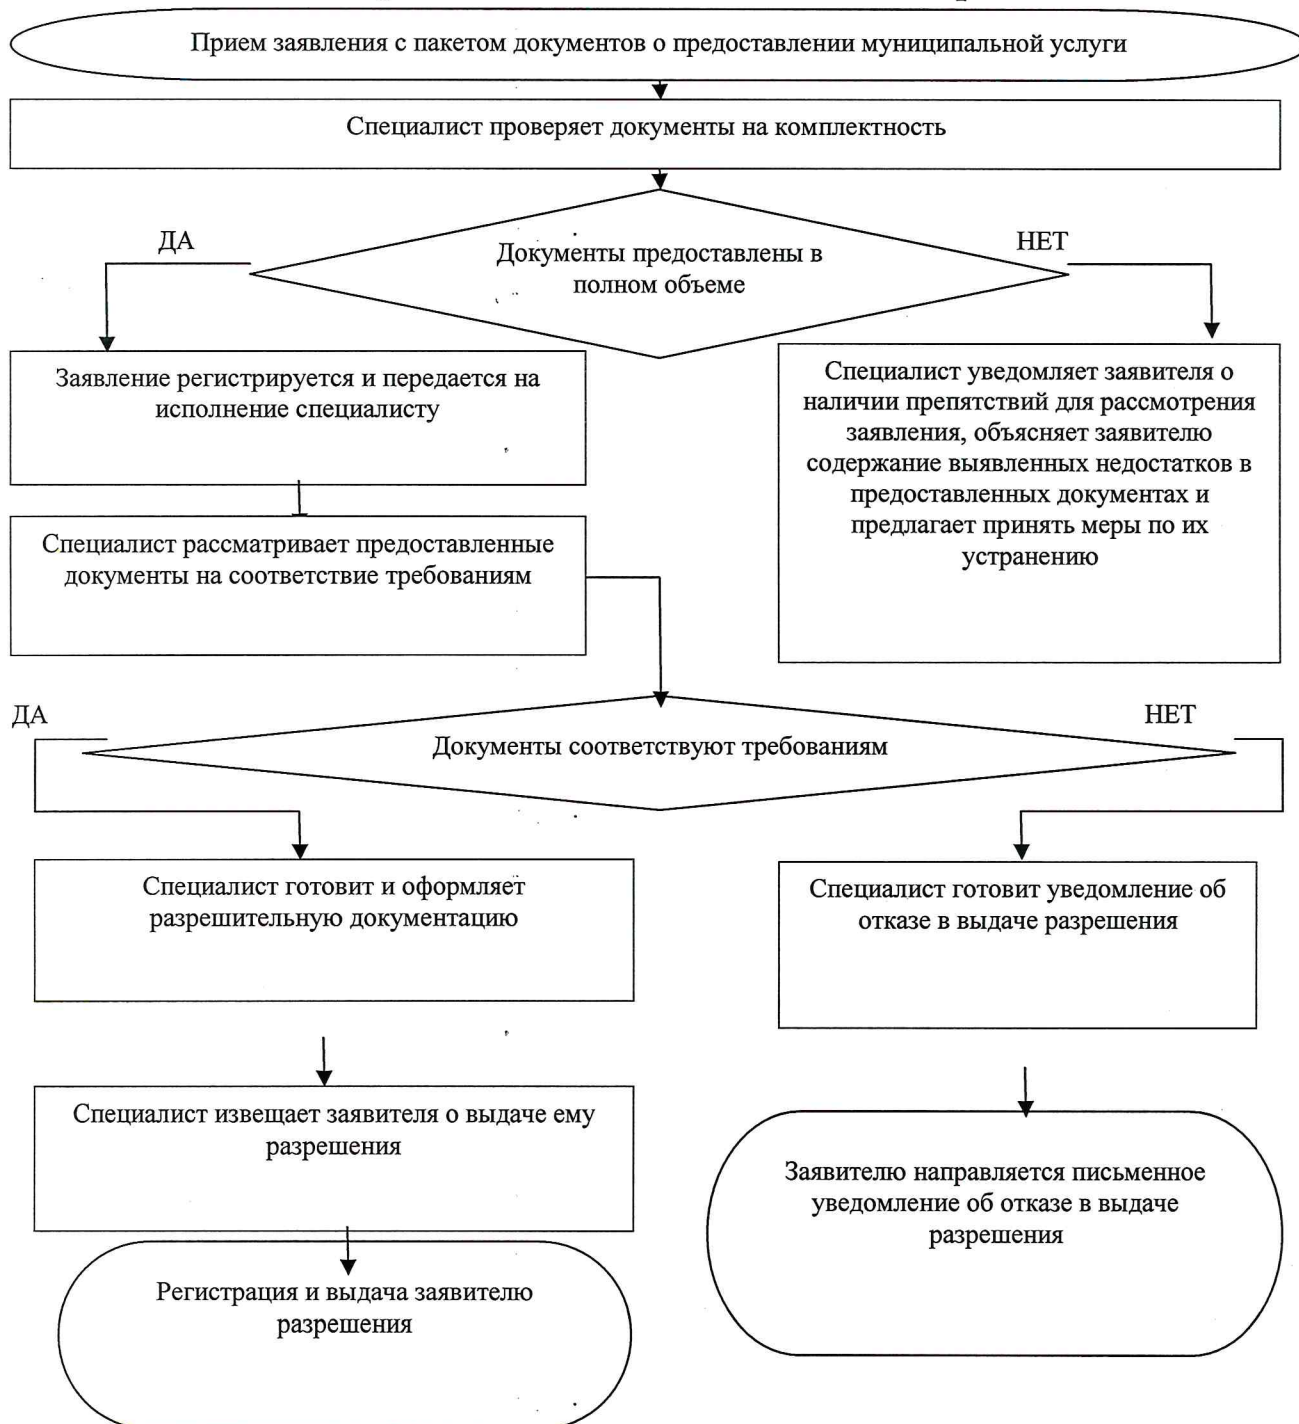 Прием заявления с пакетом документов о предоставлении муниципальной услуги
Специалист проверяет документы на комплектность
ДА
НЕТ
Документы предоставлены в
полном объеме
Заявление регистрируется и передается на
исполнение специалисту
Специалист уведомляет заявителя о
наличии препятствий для рассмотрения
заявления, объясняет заявителю
содержание выявленных недостатков в
предоставленных документах и
предлагает принять меры по их
устранению
Специалист рассматривает предоставленные
документы на соответствие требованиям
ДА
НЕТ
Документы соответствуют требованиям
Специалист готовит и оформляет
разрешительную документацию
Специалист готовит уведомление об
отказе в выдаче разрешения
Специалист извещает заявителя о выдаче ему
разрешения
Заявителю направляется письменное
уведомление об отказе в выдаче
разрешения
Регистрация и выдача заявителю
разрешения